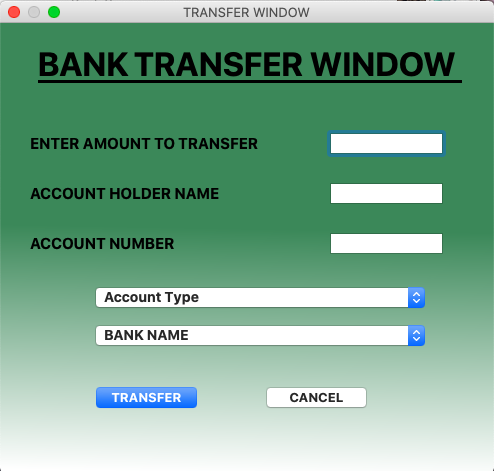 TRANSFER WINDOW
BANK TRANSFER WINDOW
ENTER AMOUNT TO TRANSFER
ACCOUNT HOLDER NAME
ACCOUNT NUMBER
Account Type
BANK NAME
TRANSFER CANCEL